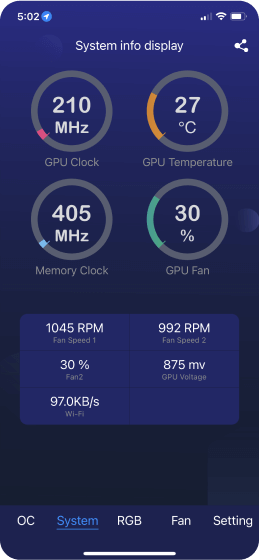 5:02
System info display
210 27
MHz °C
GPU Clock GPU Temperature
405 30
MHz %
Memory Clock GPU Fan
1045 RPM 992 RPM
Fan Speed 1 Fan Speed 2
30 % 875 mv
Fan2 GPU Voltage
97.0KB/s
Wi-Fi
OC System RGB Fan Setting